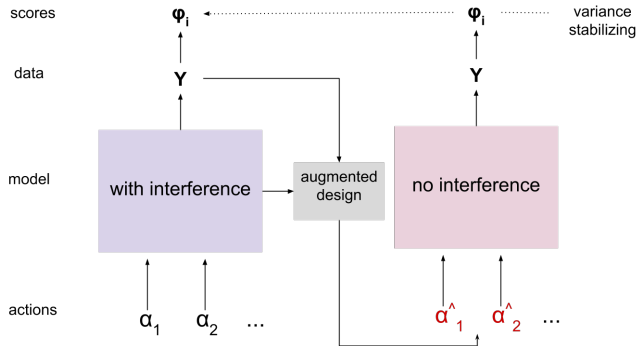 scores φi φi variance stabilizing
data Y Y
model with interference augmented design no interference
actions α1 α2 ... α^1 α^2 ...